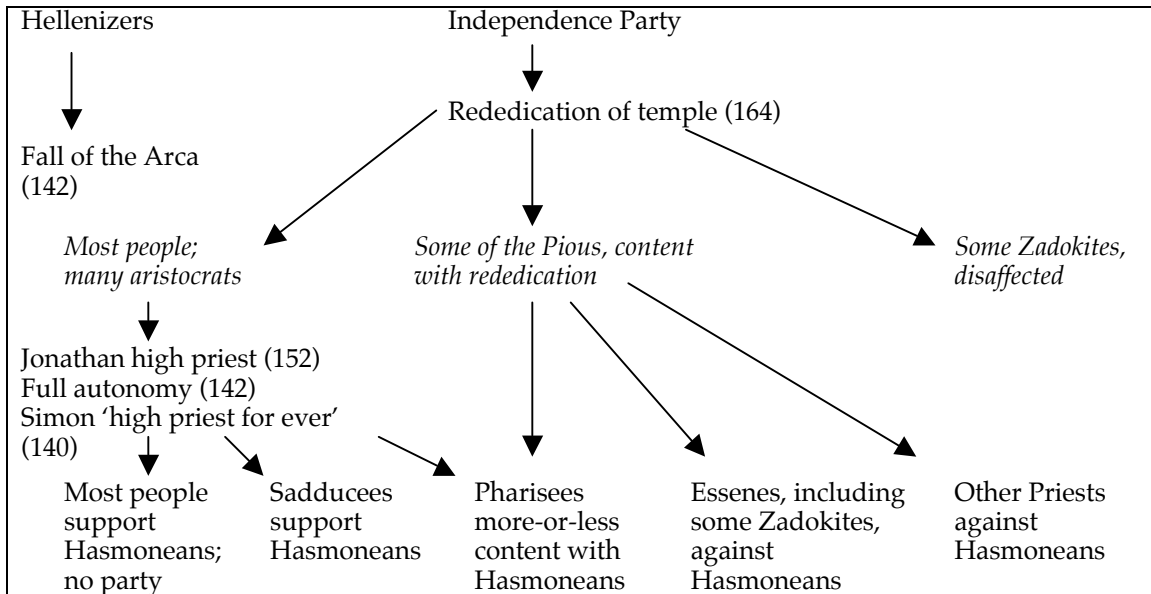 Hellenizers
Independence Party
Rededication of temple (164)
Fall of the Arca
(142)
Most people;
many aristocrats
Some of the Pious, content
with rededication
Some Zadokites,
disaffected
Jonathan high priest (152)
Full autonomy (142)
Simon ‘high priest for ever’
(140)
Most people
support
Hasmoneans;
no party
Sadducees
support
Hasmoneans
Pharisees
more-or-less
content with
Hasmoneans
Essenes, including
some Zadokites,
against
Hasmoneans
Other Priests
against
Hasmoneans